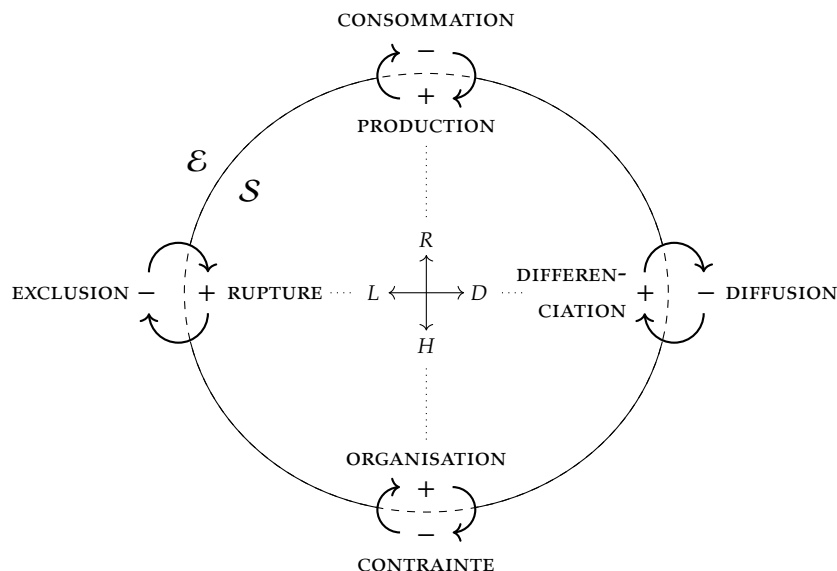 CONSOMMATION
−
+
PRODUCTION
ℰ
𝒮
R
EXCLUSION − + RUPTURE L D DIFFEREN-
CIATION + − DIFFUSION
H
ORGANISATION
+
−
CONTRAINTE